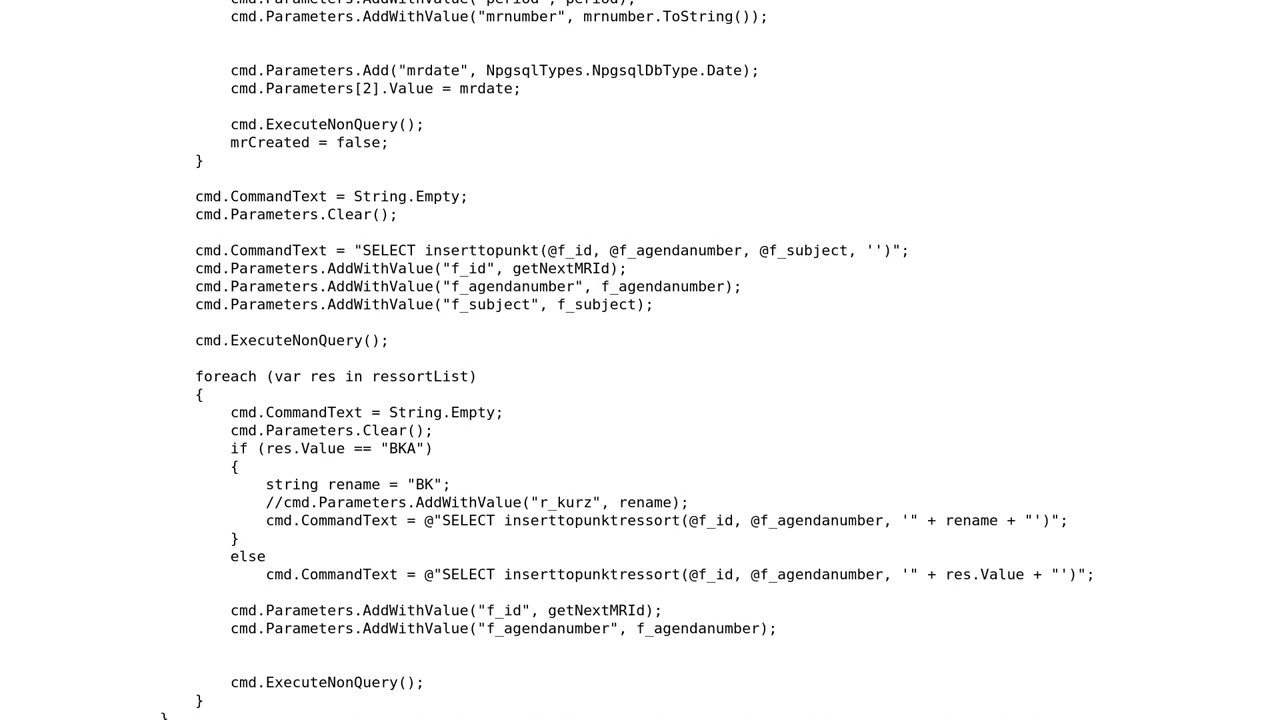 cmd.Parameters.AddWithValue("period", period);
cmd.Parameters.AddWithValue("mrnumber", mrnumber.ToString());
cmd.Parameters.Add("mrdate", NpgsqlTypes.NpgsqlDbType.Date);
cmd.Parameters[2].Value = mrdate;
cmd.ExecuteNonQuery();
mrCreated = false;
}
cmd.CommandText = String.Empty;
cmd.Parameters.Clear();
cmd.CommandText = "SELECT inserttopunkt(@f_id, @f_agendanumber, @f_subject, '')";
cmd.Parameters.AddWithValue("f_id", getNextMRId);
cmd.Parameters.AddWithValue("f_agendanumber", f_agendanumber);
cmd.Parameters.AddWithValue("f_subject", f_subject);
cmd.ExecuteNonQuery();
foreach (var res in ressortList)
{
cmd.CommandText = String.Empty;
cmd.Parameters.Clear();
if (res.Value == "BKA")
{
string rename = "BK";
//cmd.Parameters.AddWithValue("r_kurz", rename);
cmd.CommandText = @"SELECT inserttopunktressort(@f_id, @f_agendanumber, '" + rename + "')";
}
else
cmd.CommandText = @"SELECT inserttopunktressort(@f_id, @f_agendanumber, '" + res.Value + "')";
cmd.Parameters.AddWithValue("f_id", getNextMRId);
cmd.Parameters.AddWithValue("f_agendanumber", f_agendanumber);
cmd.ExecuteNonQuery();
}
}